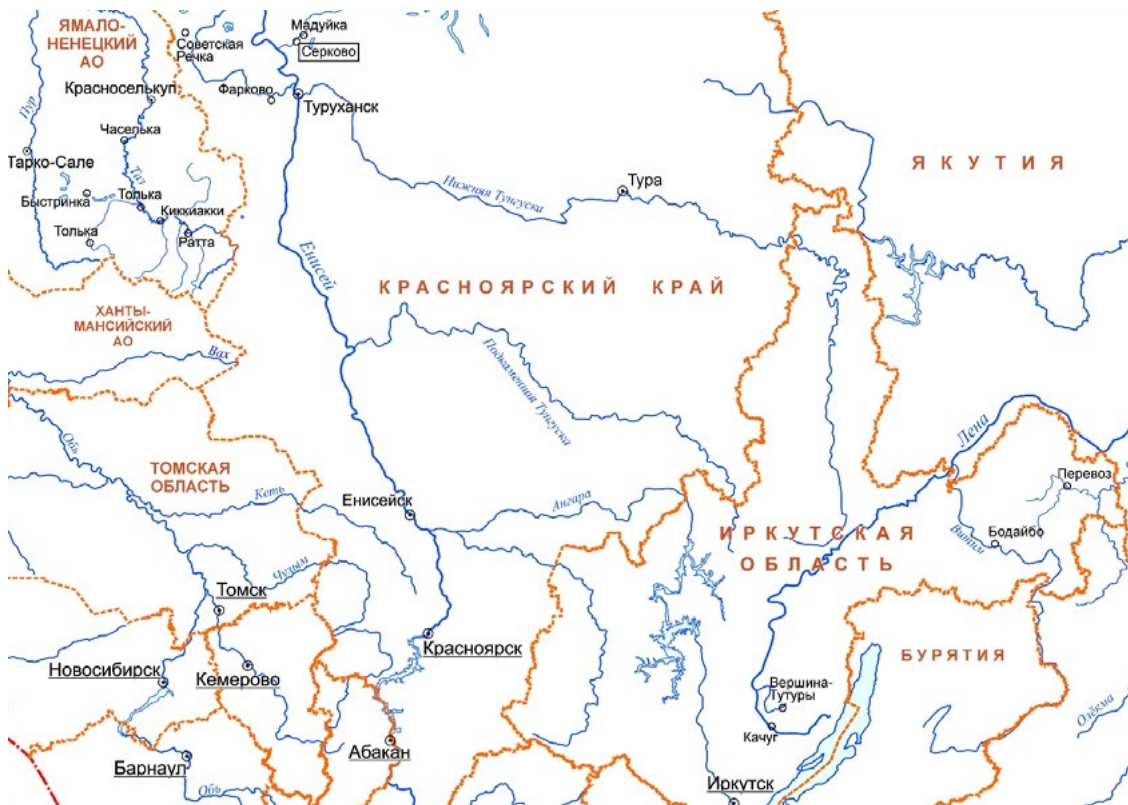 ЯМАЛО-
НЕНЕЦКИЙ
АО
Советская
Речка
Мадуйка
Серково
Фарково
Туруханск
Красноселькуп
Пур
Часелька
Тарко-Сале
Таз
Быстринка
Толька
Киккиакки
Толька
Ратта
Нижняя Тунгуска
Тура
ЯКУТИЯ
Енисей
КРАСНОЯРСКИЙ КРАЙ
ХАНТЫ-
МАНСИЙСКИЙ
АО
Вах
Подкаменная Тунгуска
Обь
ТОМСКАЯ
ОБЛАСТЬ
Кеть
Енисейск
Ангара
Лена
Перевоз
Витим
Бодайбо
ИРКУТСКАЯ
ОБЛАСТЬ
Чулым
Томск
Красноярск
Новосибирск
Кемерово
БУРЯТИЯ
Вершина-
Тутуры
Качуг
Олёкма
Абакан
Барнаул
Обь
Иркутск